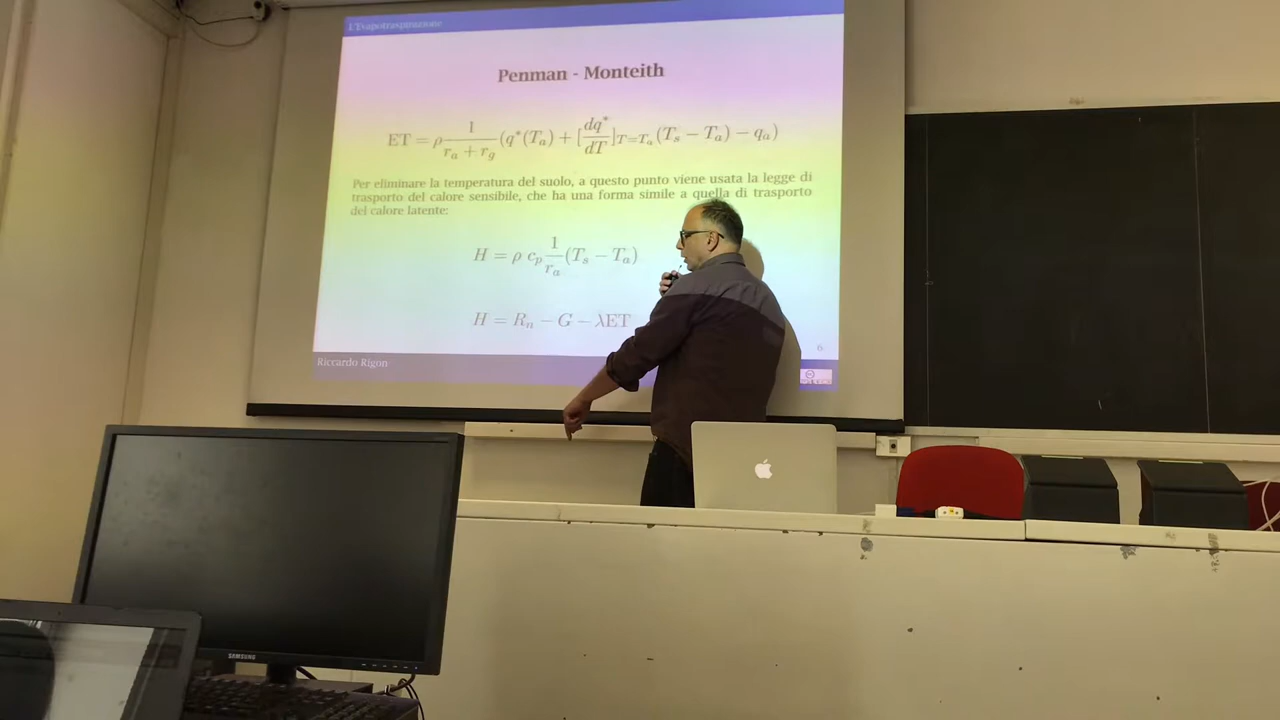 L'Evapotraspirazione
Penman - Monteith
ET = ρ 1/(r_a + r_g) (q*(T_a) + [dq*/dT]_{T=T_a} (T_s − T_a) − q_a)
Per eliminare la temperatura del suolo, a questo punto viene usata la legge di
trasporto del calore sensibile, che ha una forma simile a quella di trasporto
del calore latente:
H = ρ c_p 1/r_a (T_s − T_a)
H = R_n − G − λET
6
Riccardo Rigon
SAMSUNG